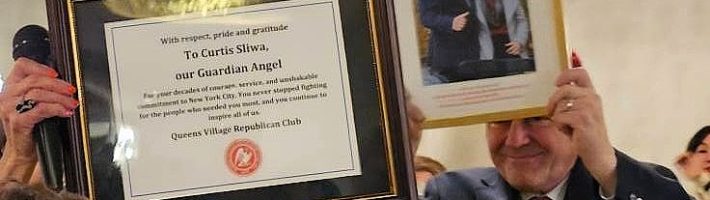 With respect, pride and gratitude
To Curtis Sliwa,
our Guardian Angel
For your decades of courage, service, and unshakable
commitment to New York City. You never stopped fighting
for the people who needed you most, and you continue to
inspire all of us.
Queens Village Republican Club